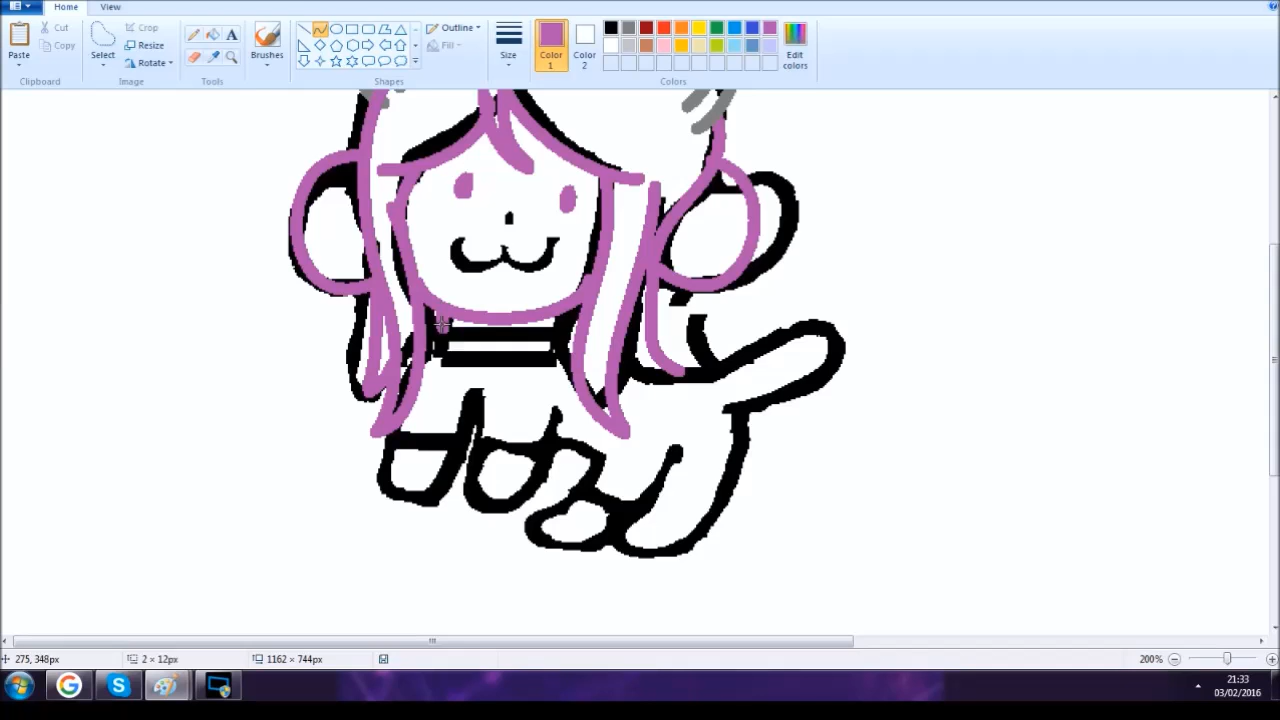 Home View
Paste
Cut
Copy
Clipboard
Select
Crop
Resize
Rotate
Image
A
Tools
Brushes
Outline
Fill
Shapes
Size
Color
1
Color
2
Edit
colors
Colors
275, 348px
2 × 12px
1162 × 744px
200%
21:33
03/02/2016